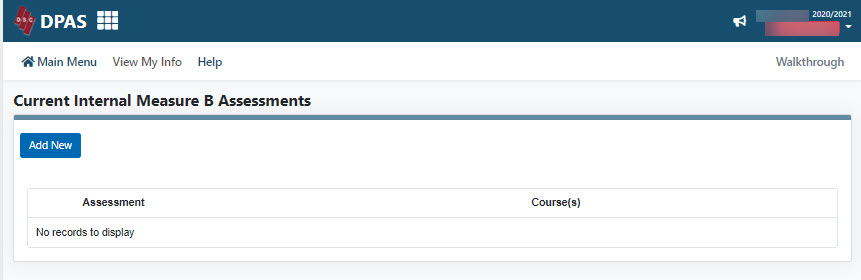 DSC DPAS 2020/2021
Main Menu View My Info Help Walkthrough
Current Internal Measure B Assessments
Add New
Assessment Course(s)
No records to display